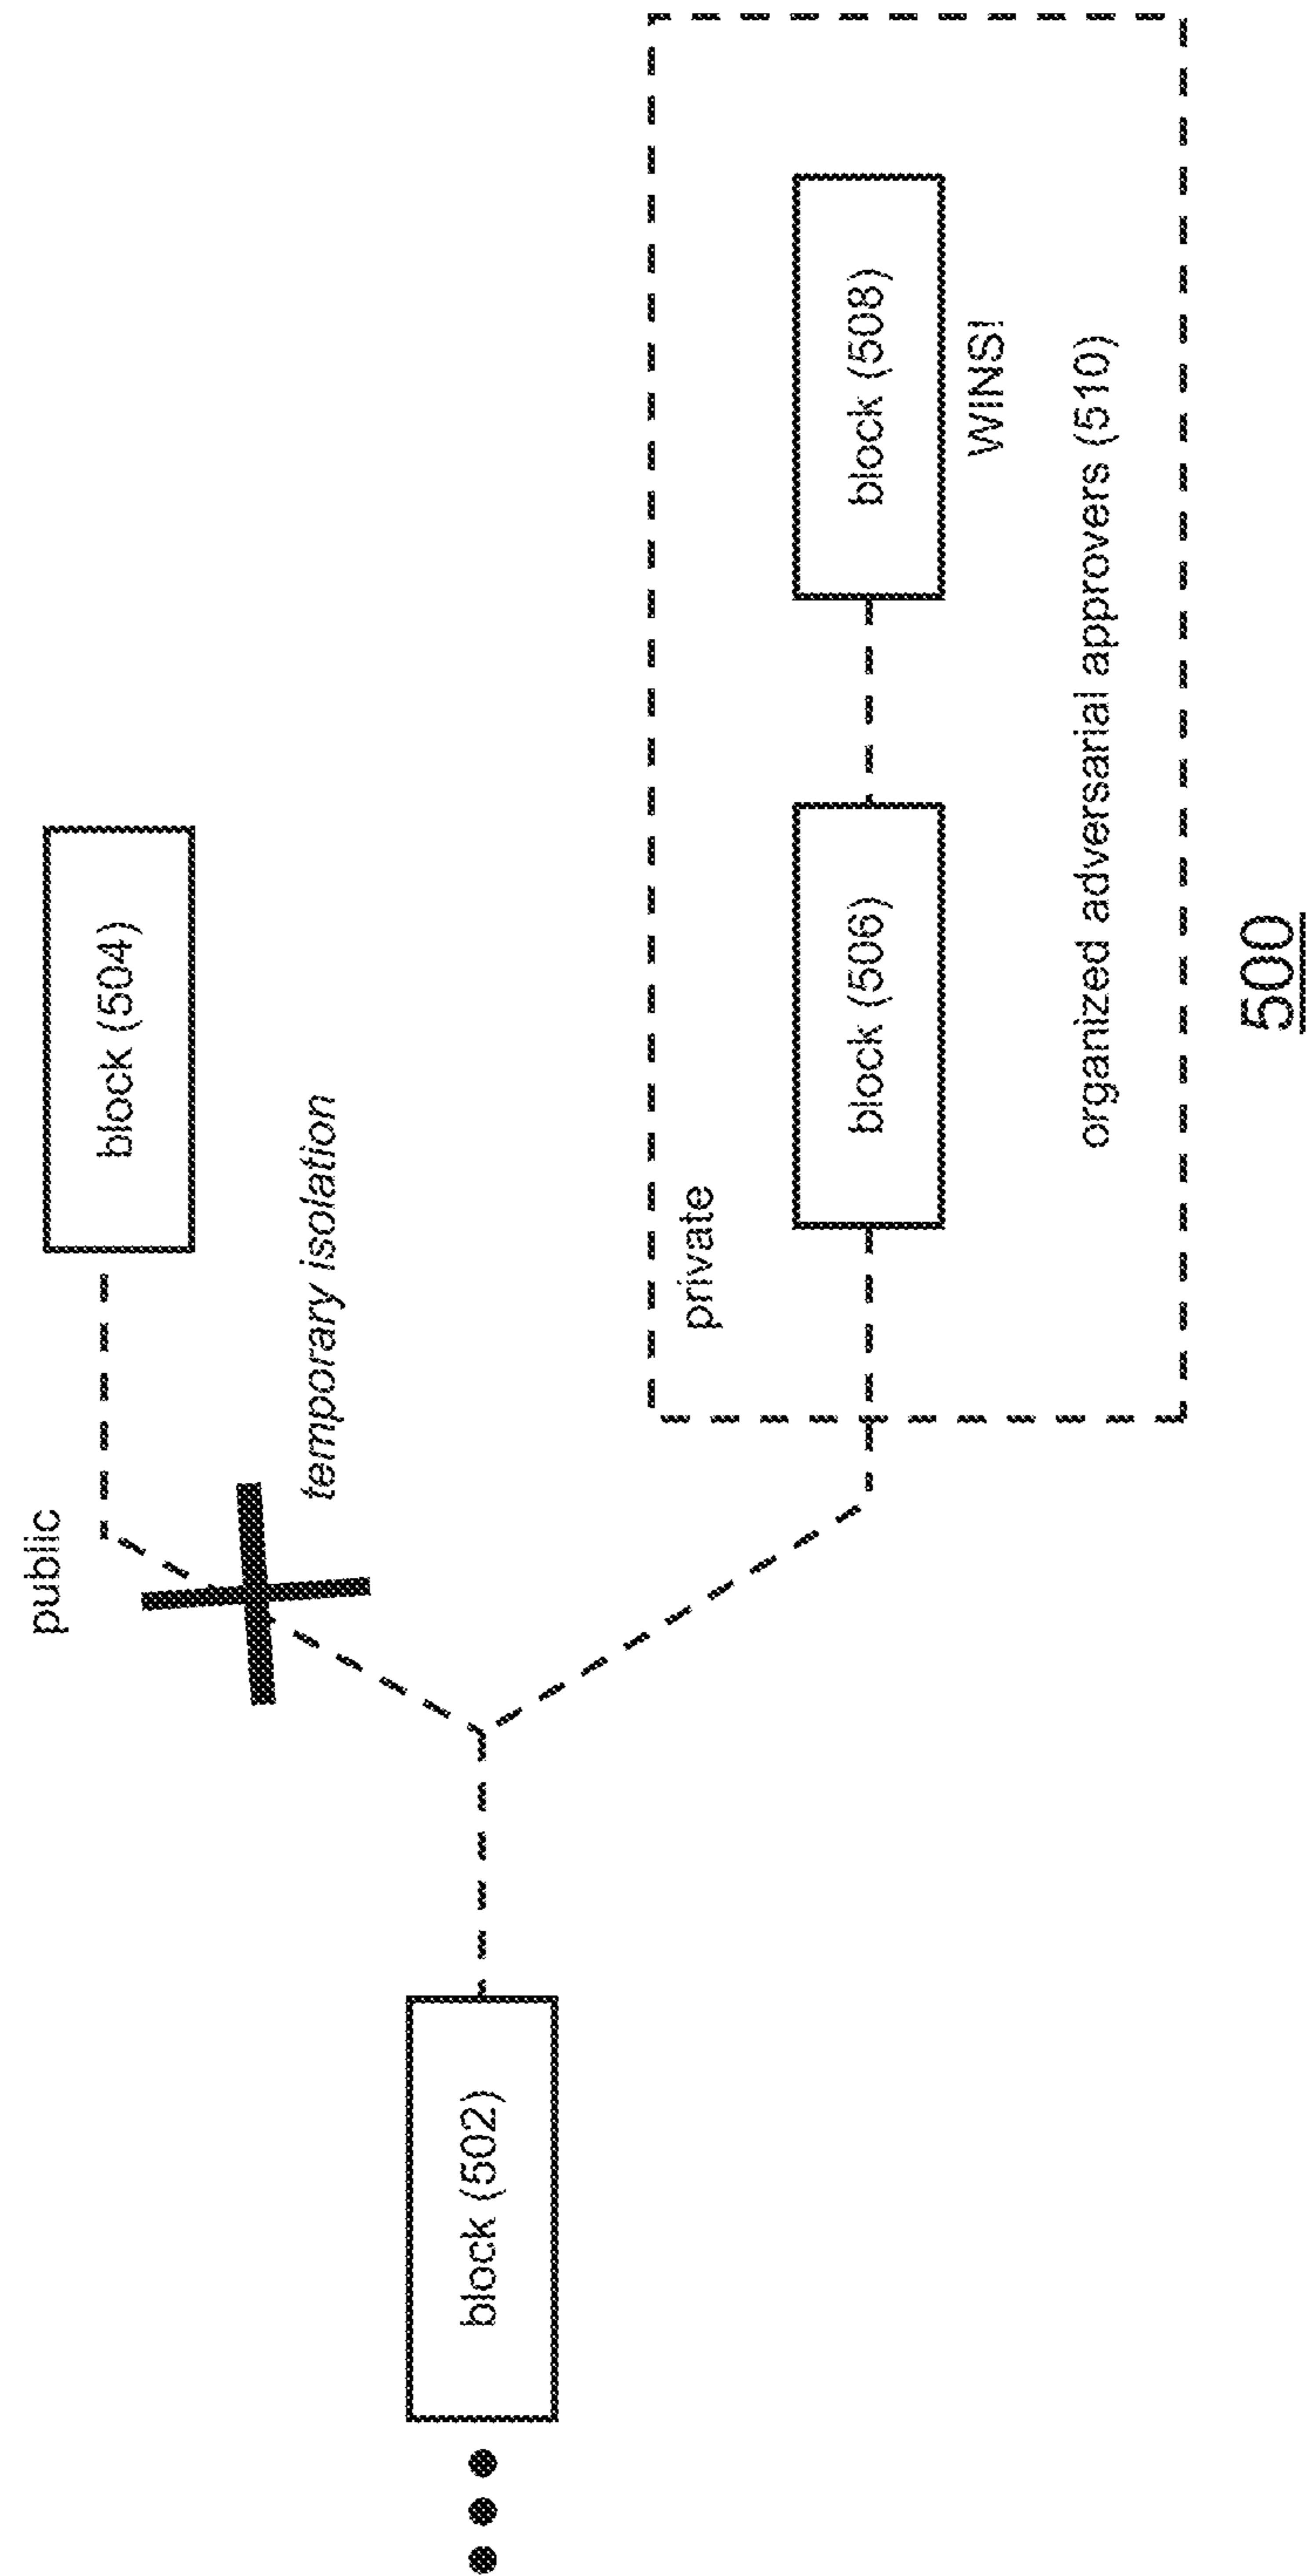 public
block (504)
temporary isolation
block (502)
private
block (506)
block (508)
WINS!
organized adversarial approvers (510)
500